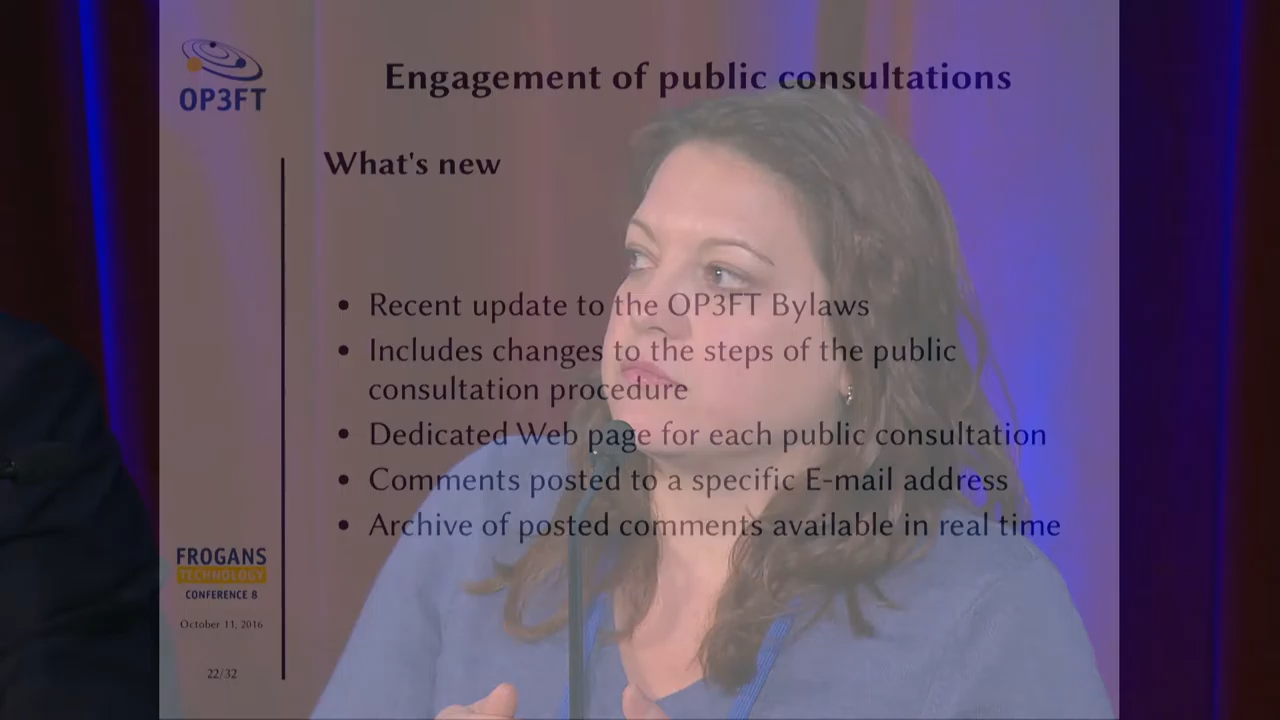 OP3FT
Engagement of public consultations
What's new
• Recent update to the OP3FT Bylaws
• Includes changes to the steps of the public
consultation procedure
• Dedicated Web page for each public consultation
• Comments posted to a specific E-mail address
• Archive of posted comments available in real time
FROGANS
TECHNOLOGY
CONFERENCE 8
October 11, 2016
22/32